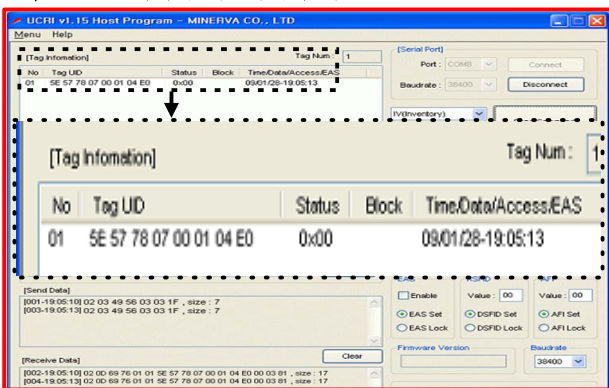 UCRI v1.15 Host Program - MINERVA CO., LTD
Menu Help
[Tag Infomation] Tag Num : 1
No Tag UID Status Block Time/Data/Access/EAS
01 5E 57 78 07 00 01 04 E0 0x00 09/01/28-19:05:13
[Serial Port]
Port : COM8 Connect
Baudrate : 38400 Disconnect
IV(Inventory)
[Tag Infomation] Tag Num : 1
No Tag UID Status Block Time/Data/Access/EAS
01 5E 57 78 07 00 01 04 E0 0x00 09/01/28-19:05:13
[Send Data]
[001-19:05:10] 02 03 49 56 03 03 1F , size : 7
[003-19:05:13] 02 03 49 56 03 03 1F , size : 7
EAS DSFID AFI
Enable Value : 00 Value : 00
EAS Set DSFID Set AFI Set
EAS Lock DSFID Lock AFI Lock
Firmware Version Baudrate
38400
[Receive Data] Clear
[002-19:05:10] 02 0D 69 76 01 01 5E 57 78 07 00 01 04 E0 00 03 81 , size : 17
[004-19:05:13] 02 0D 69 76 01 01 5E 57 78 07 00 01 04 E0 00 03 81 , size : 17